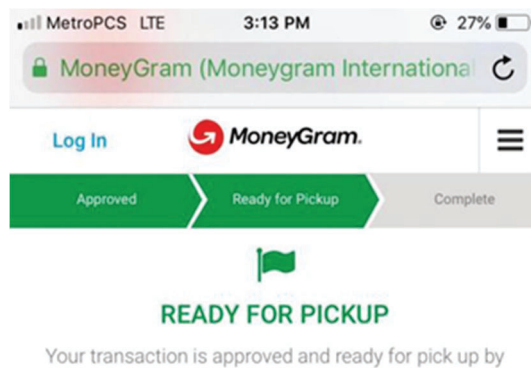 MetroPCS LTE 3:13 PM 27%
MoneyGram (Moneygram Internationa
Log In MoneyGram.
Approved Ready for Pickup Complete
READY FOR PICKUP
Your transaction is approved and ready for pick up by